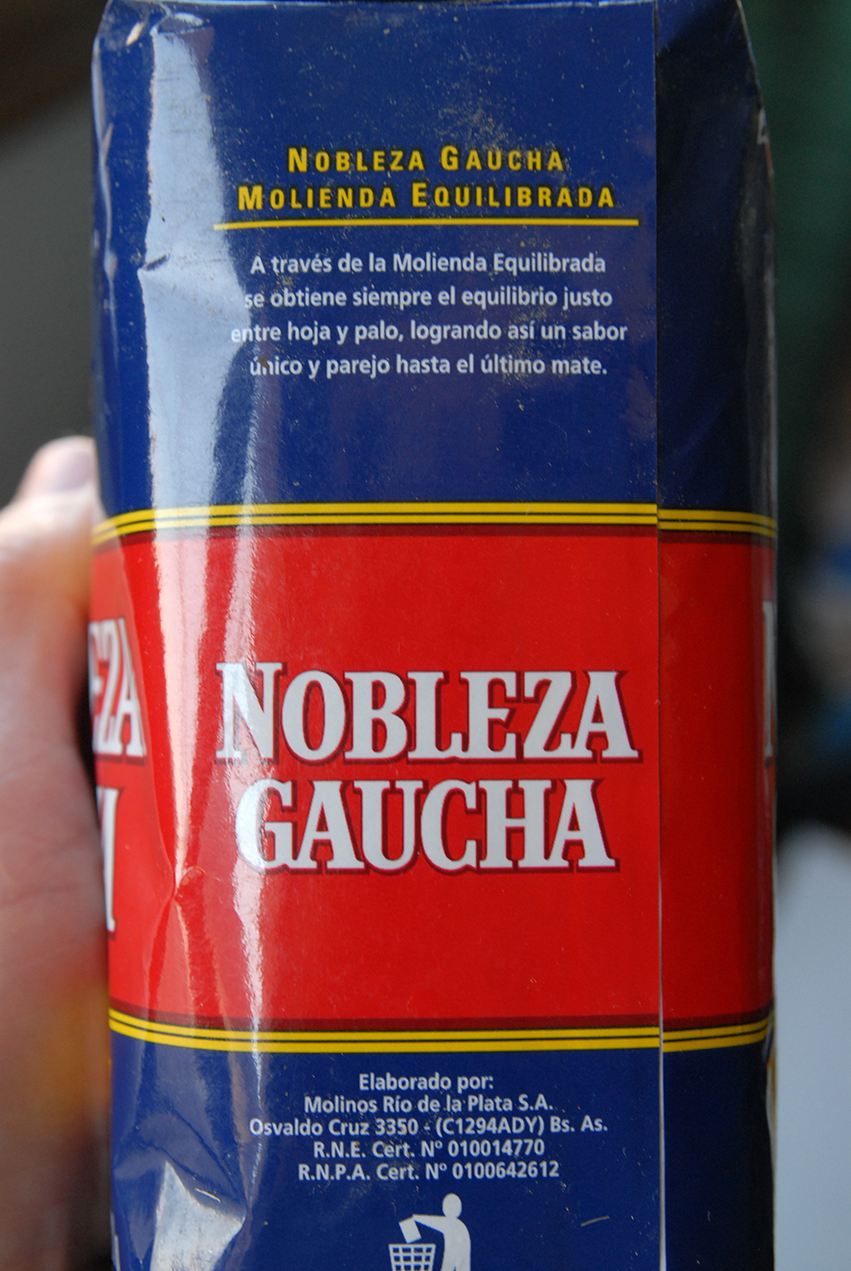 NOBLEZA GAUCHA
MOLIENDA EQUILIBRADA
A través de la Molienda Equilibrada
se obtiene siempre el equilibrio justo
entre hoja y palo, logrando así un sabor
único y parejo hasta el último mate.
NOBLEZA
GAUCHA
Elaborado por:
Molinos Río de la Plata S.A.
Osvaldo Cruz 3350 - (C1294ADY) Bs. As.
R.N.E. Cert. Nº 010014770
R.N.P.A. Cert. Nº 0100642612